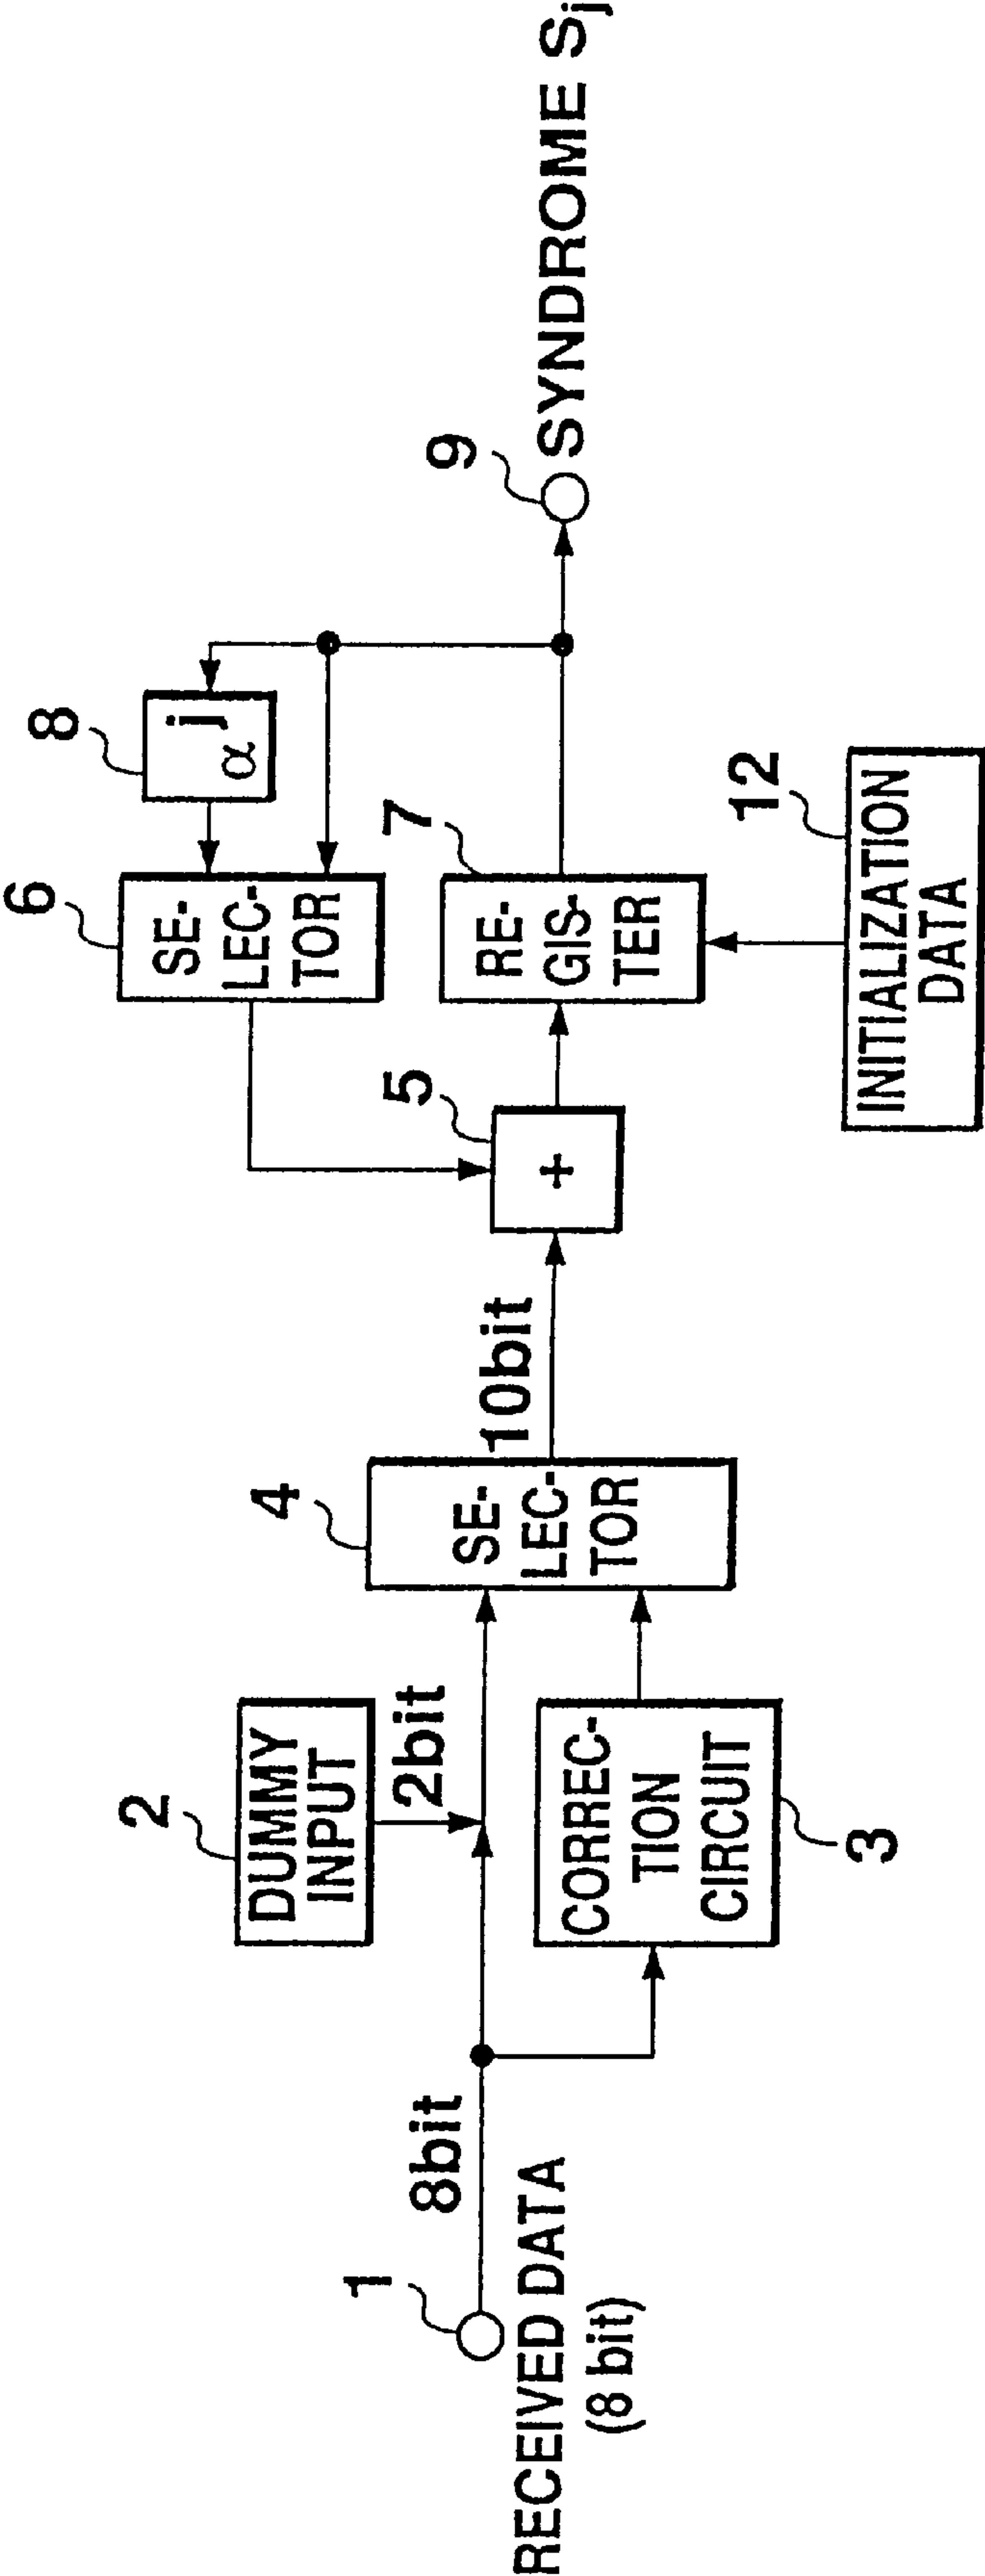 1
RECEIVED DATA
(8 bit)
8bit
2
DUMMY
INPUT
2bit
CORREC-
TION
CIRCUIT
3
4
SE-
LEC-
TOR
10bit
5
+
6
SE-
LEC-
TOR
7
RE-
GIS-
TER
8
α j
9
SYNDROME Sj
12
INITIALIZATION
DATA